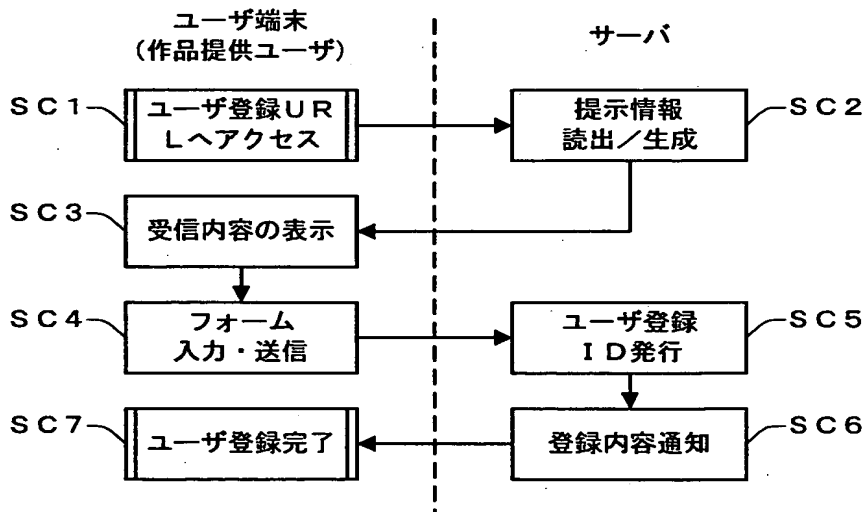 ユーザ端末
(作品提供ユーザ)
サーバ
SC1
ユーザ登録UR
Lへアクセス
提示情報
読出/生成
SC2
SC3
受信内容の表示
SC4
フォーム
入力・送信
ユーザ登録
ID発行
SC5
SC7
ユーザ登録完了
登録内容通知
SC6